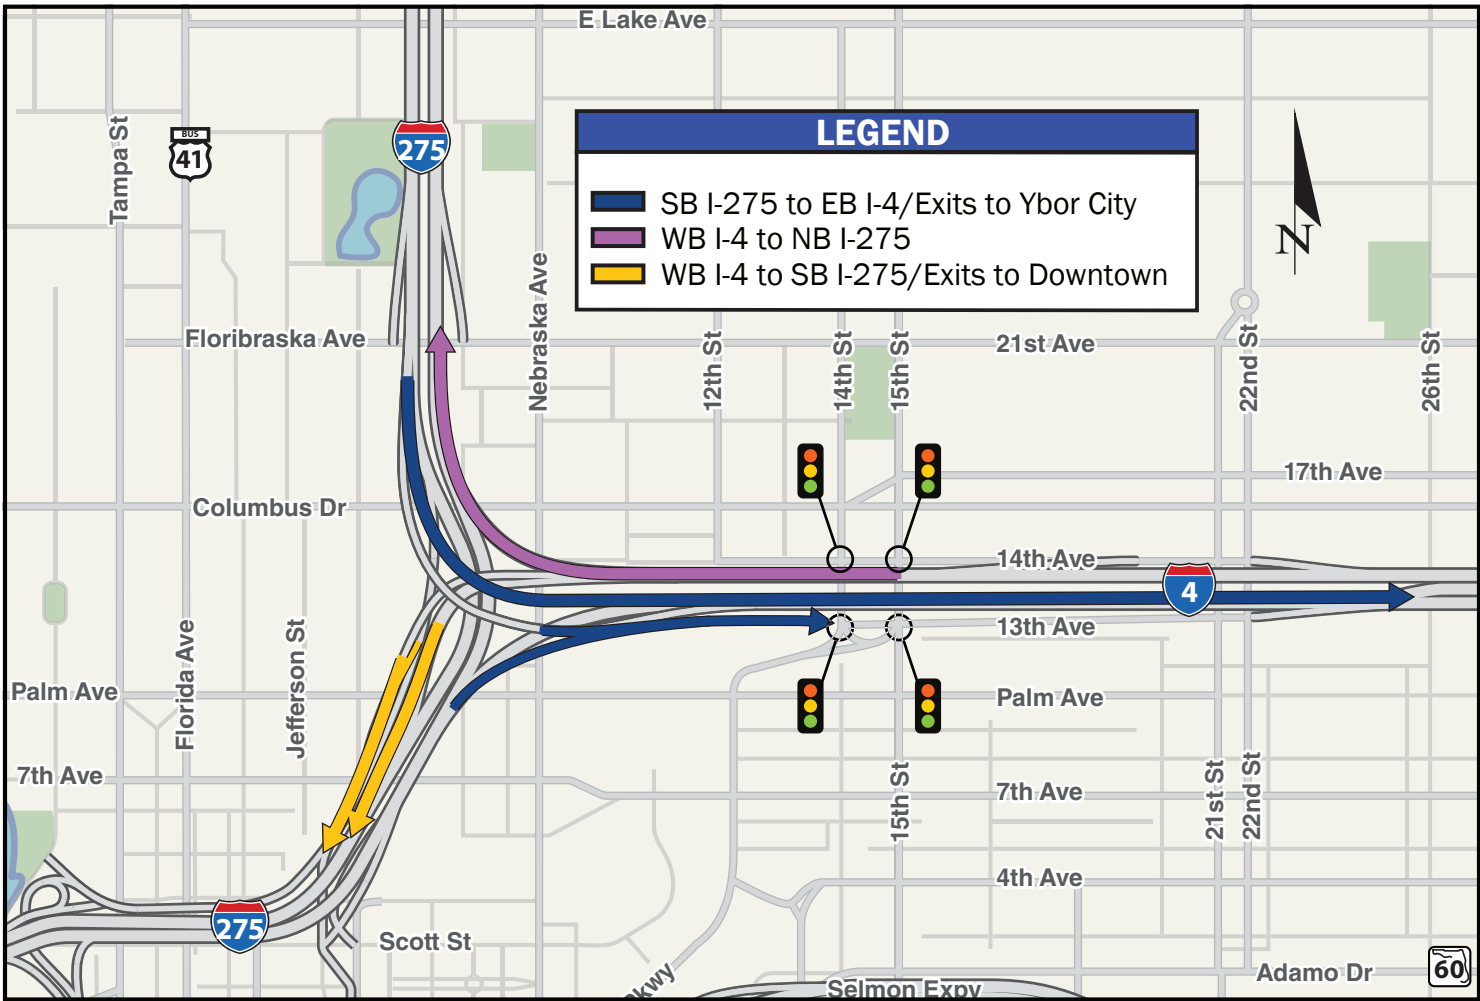 E Lake Ave
Tampa St
BUS
41
275
LEGEND
SB I-275 to EB I-4/Exits to Ybor City
WB I-4 to NB I-275
WB I-4 to SB I-275/Exits to Downtown
N
Floribraska Ave
Nebraska Ave
12th St
14th St
15th St
21st Ave
22nd St
26th St
17th Ave
Columbus Dr
14th Ave
4
13th Ave
Palm Ave
Florida Ave
Jefferson St
Palm Ave
7th Ave
15th St
7th Ave
21st St
22nd St
4th Ave
275
Scott St
Selmon Expy
Adamo Dr
60